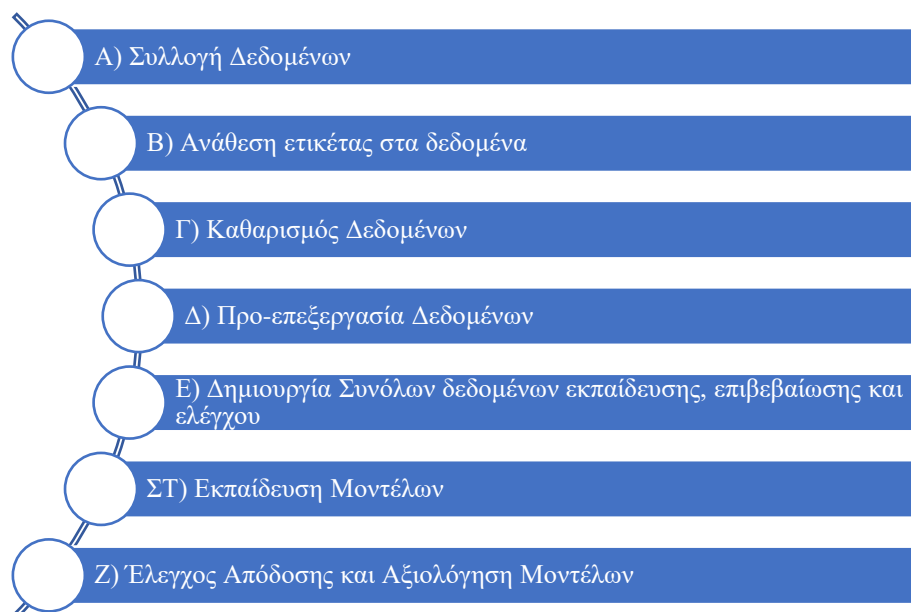 Α) Συλλογή Δεδομένων
Β) Ανάθεση ετικέτας στα δεδομένα
Γ) Καθαρισμός Δεδομένων
Δ) Προ-επεξεργασία Δεδομένων
Ε) Δημιουργία Συνόλων δεδομένων εκπαίδευσης, επιβεβαίωσης και
ελέγχου
ΣΤ) Εκπαίδευση Μοντέλων
Ζ) Έλεγχος Απόδοσης και Αξιολόγηση Μοντέλων